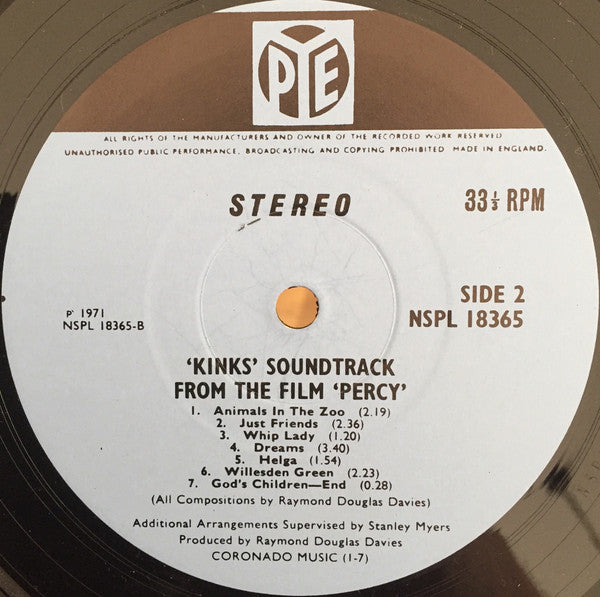 PYE
ALL RIGHTS OF THE MANUFACTURERS AND OWNER OF THE RECORDED WORK RESERVED
UNAUTHORISED PUBLIC PERFORMANCE, BROADCASTING AND COPYING PROHIBITED MADE IN ENGLAND.
STEREO
33 1/3 RPM
℗ 1971
NSPL 18365-B
SIDE 2
NSPL 18365
'KINKS' SOUNDTRACK
FROM THE FILM 'PERCY'
1. Animals In The Zoo (2.19)
2. Just Friends (2.36)
3. Whip Lady (1.20)
4. Dreams (3.40)
5. Helga (1.54)
6. Willesden Green (2.23)
7. God's Children—End (0.28)
(All Compositions by Raymond Douglas Davies)
Additional Arrangements Supervised by Stanley Myers
Produced by Raymond Douglas Davies
CORONADO MUSIC (1-7)